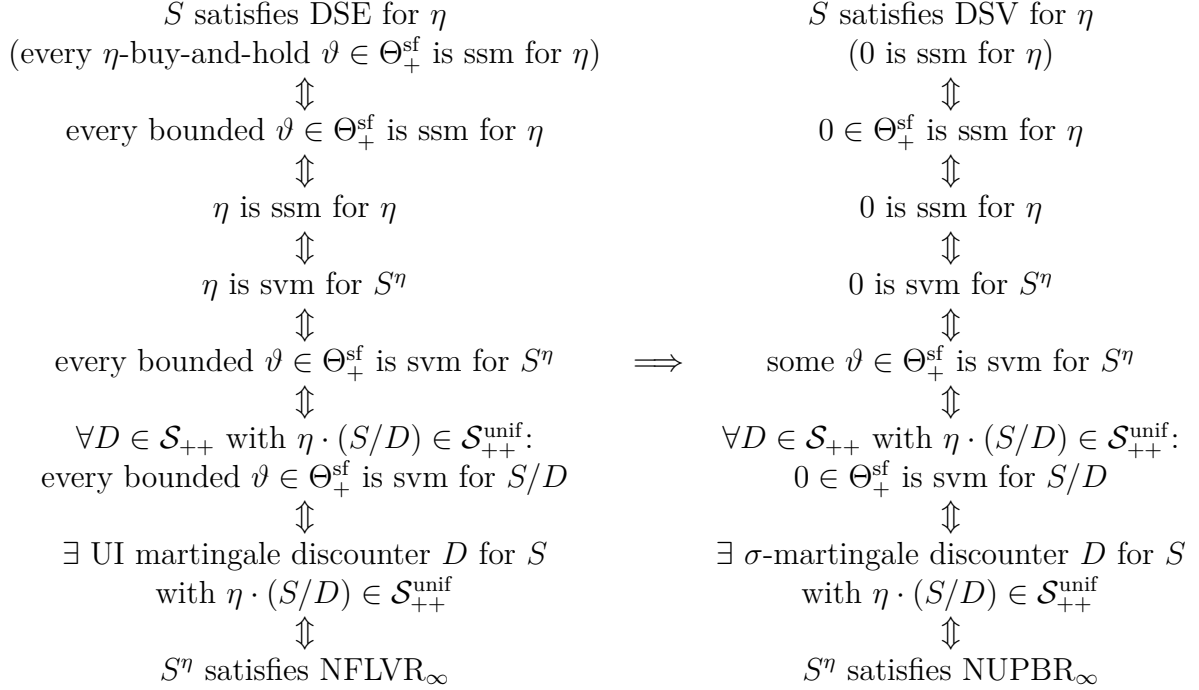 S satisfies DSE for η
(every η-buy-and-hold ϑ ∈ Θ₊ˢᶠ is ssm for η)
⇕
every bounded ϑ ∈ Θ₊ˢᶠ is ssm for η
⇕
η is ssm for η
⇕
η is svm for S^η
⇕
every bounded ϑ ∈ Θ₊ˢᶠ is svm for S^η
⇕
∀D ∈ 𝒮₊₊ with η · (S/D) ∈ 𝒮₊₊ᵘⁿⁱᶠ:
every bounded ϑ ∈ Θ₊ˢᶠ is svm for S/D
⇕
∃ UI martingale discounter D for S
with η · (S/D) ∈ 𝒮₊₊ᵘⁿⁱᶠ
⇕
S^η satisfies NFLVR_∞
⟹
S satisfies DSV for η
(0 is ssm for η)
⇕
0 ∈ Θ₊ˢᶠ is ssm for η
⇕
0 is ssm for η
⇕
0 is svm for S^η
⇕
some ϑ ∈ Θ₊ˢᶠ is svm for S^η
⇕
∀D ∈ 𝒮₊₊ with η · (S/D) ∈ 𝒮₊₊ᵘⁿⁱᶠ:
0 ∈ Θ₊ˢᶠ is svm for S/D
⇕
∃ σ-martingale discounter D for S
with η · (S/D) ∈ 𝒮₊₊ᵘⁿⁱᶠ
⇕
S^η satisfies NUPBR_∞